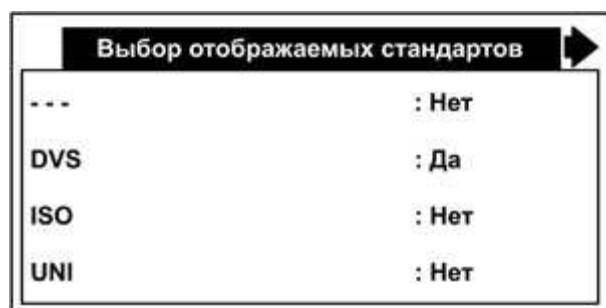 Выбор отображаемых стандартов
- - - : Нет
DVS : Да
ISO : Нет
UNI : Нет